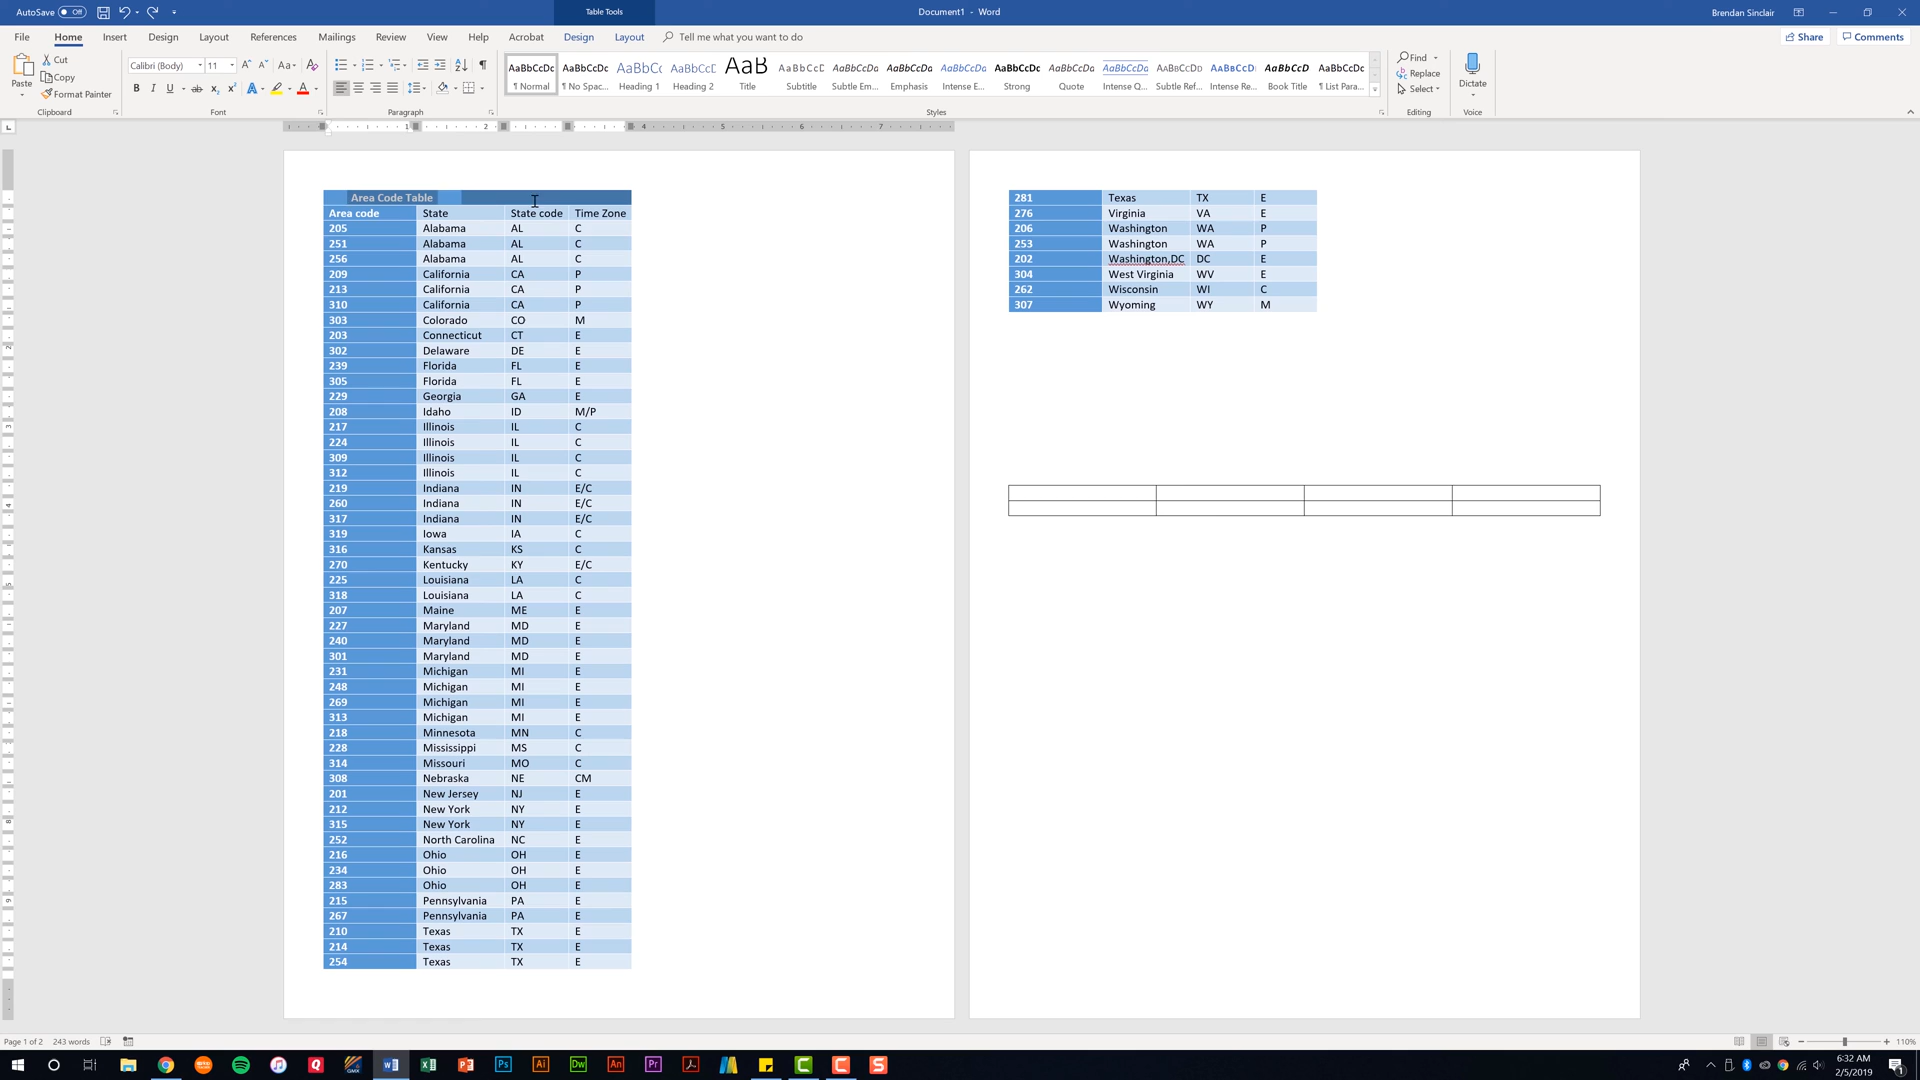 AutoSave Off Table Tools Document1 - Word Brendan Sinclair
File Home Insert Design Layout References Mailings Review View Help Acrobat Design Layout Tell me what you want to do Share Comments
Paste Cut Copy Format Painter
Calibri (Body) 11
AaBbCcDc AaBbCcDc AaBbCc AaBbCcE AaB AaBbCcD AaBbCcDa AaBbCcDa AaBbCcDa AaBbCcDc AaBbCcDa AaBbCcDa AaBbCcDd AaBbCcDc AaBbCcD AaBbCcDc
¶ Normal ¶ No Spac... Heading 1 Heading 2 Title Subtitle Subtle Em... Emphasis Intense E... Strong Quote Intense Q... Subtle Ref... Intense Re... Book Title ¶ List Para...
Find Replace Select Dictate
Clipboard Font Paragraph Styles Editing Voice
1 2 4 5 6 7
Area Code Table
Area code State State code Time Zone
205 Alabama AL C
251 Alabama AL C
256 Alabama AL C
209 California CA P
213 California CA P
310 California CA P
303 Colorado CO M
203 Connecticut CT E
302 Delaware DE E
239 Florida FL E
305 Florida FL E
229 Georgia GA E
208 Idaho ID M/P
217 Illinois IL C
224 Illinois IL C
309 Illinois IL C
312 Illinois IL C
219 Indiana IN E/C
260 Indiana IN E/C
317 Indiana IN E/C
319 Iowa IA C
316 Kansas KS C
270 Kentucky KY E/C
225 Louisiana LA C
318 Louisiana LA C
207 Maine ME E
227 Maryland MD E
240 Maryland MD E
301 Maryland MD E
231 Michigan MI E
248 Michigan MI E
269 Michigan MI E
313 Michigan MI E
218 Minnesota MN C
228 Mississippi MS C
314 Missouri MO C
308 Nebraska NE CM
201 New Jersey NJ E
212 New York NY E
315 New York NY E
252 North Carolina NC E
216 Ohio OH E
234 Ohio OH E
283 Ohio OH E
215 Pennsylvania PA E
267 Pennsylvania PA E
210 Texas TX E
214 Texas TX E
254 Texas TX E
281 Texas TX E
276 Virginia VA E
206 Washington WA P
253 Washington WA P
202 Washington,DC DC E
304 West Virginia WV E
262 Wisconsin WI C
307 Wyoming WY M
Page 1 of 2 243 words 110%
6:32 AM
2/5/2019